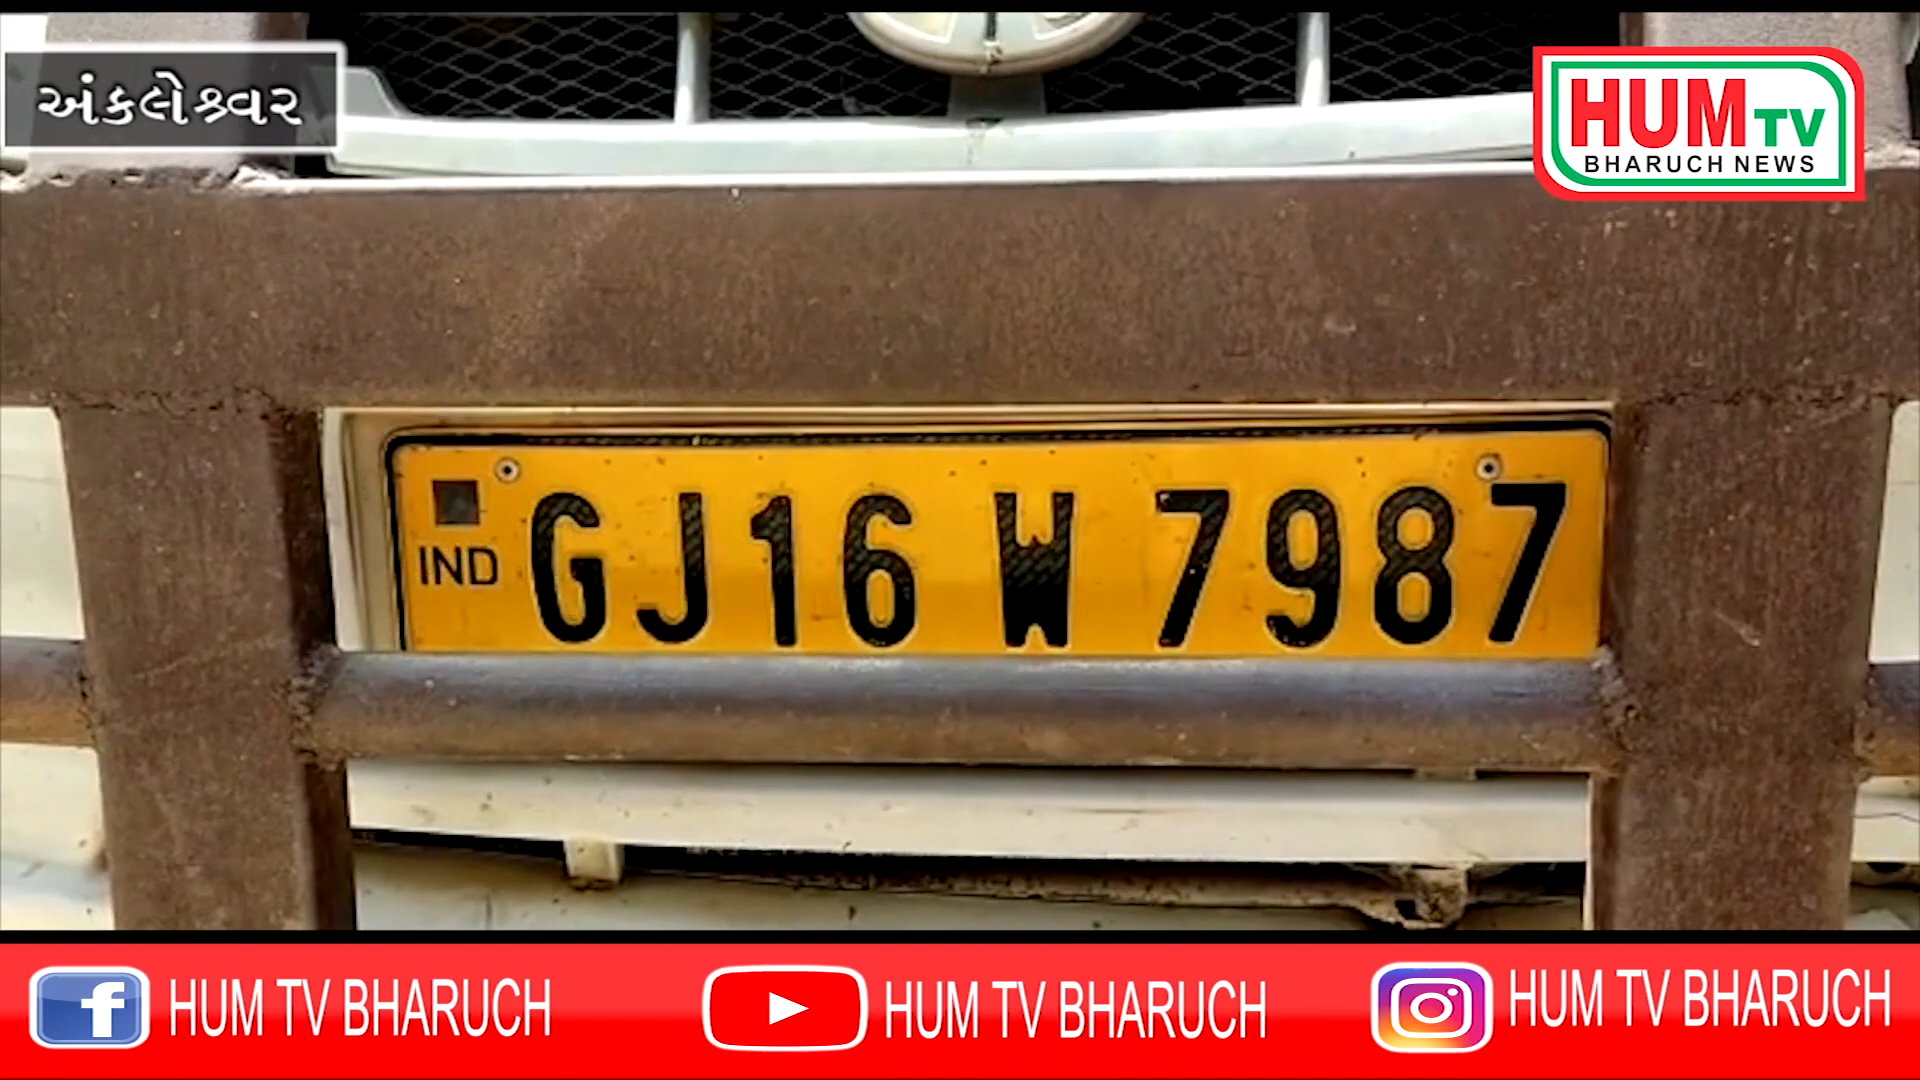 અંકલેશ્વર
HUM TV
BHARUCH NEWS
IND
GJ16 W 7987
HUM TV BHARUCH
HUM TV BHARUCH
HUM TV BHARUCH